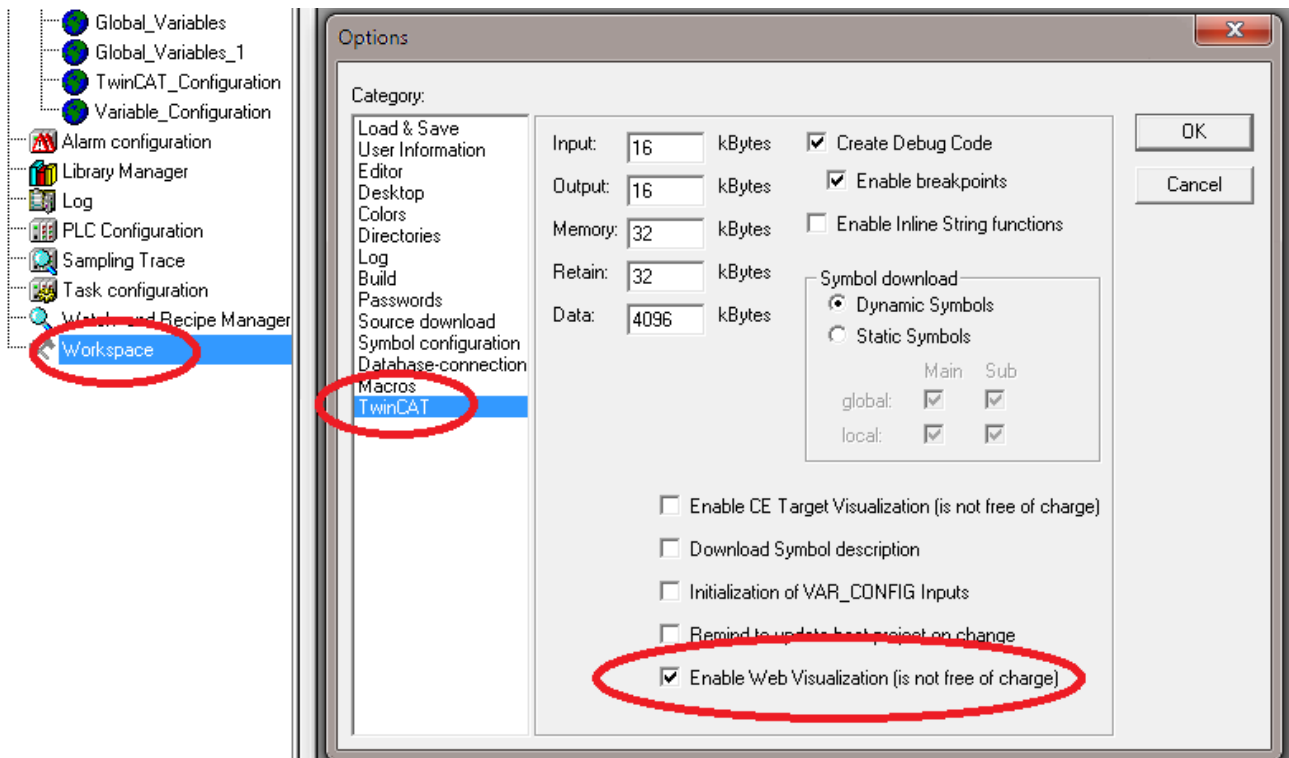 Global_Variables
Global_Variables_1
TwinCAT_Configuration
Variable_Configuration
Alarm configuration
Library Manager
Log
PLC Configuration
Sampling Trace
Task configuration
Watch- and Recipe Manager
Workspace
Options
Category:
Load & Save
User Information
Editor
Desktop
Colors
Directories
Log
Build
Passwords
Source download
Symbol configuration
Database-connection
Macros
TwinCAT
Input: 16 kBytes
Output: 16 kBytes
Memory: 32 kBytes
Retain: 32 kBytes
Data: 4096 kBytes
Create Debug Code
Enable breakpoints
Enable Inline String functions
Symbol download
Dynamic Symbols
Static Symbols
Main Sub
global:
local:
Enable CE Target Visualization (is not free of charge)
Download Symbol description
Initialization of VAR_CONFIG Inputs
Remind to update boot project on change
Enable Web Visualization (is not free of charge)
OK
Cancel